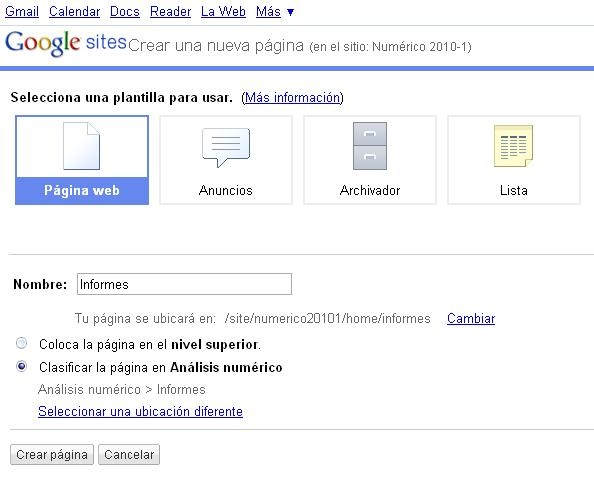 Gmail Calendar Docs Reader La Web Más ▼
Google sites Crear una nueva página (en el sitio: Numérico 2010-1)
Selecciona una plantilla para usar. (Más información)
Página web Anuncios Archivador Lista
Nombre: Informes
Tu página se ubicará en: /site/numerico20101/home/informes Cambiar
Coloca la página en el nivel superior.
Clasificar la página en Análisis numérico
Análisis numérico > Informes
Seleccionar una ubicación diferente
Crear página Cancelar